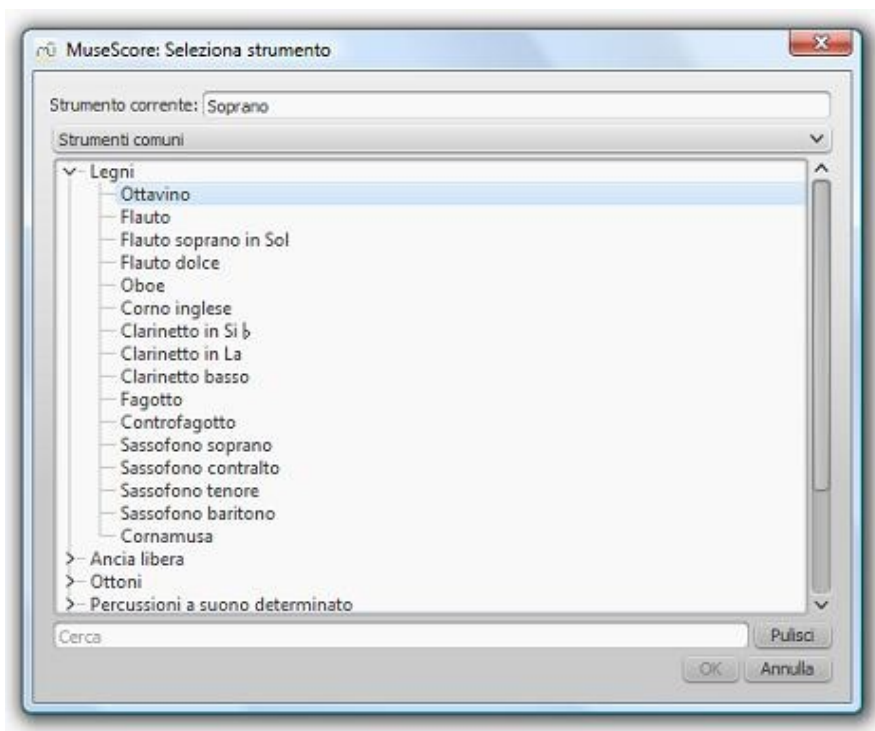 MuseScore: Seleziona strumento
Strumento corrente: Soprano
Strumenti comuni
Legni
Ottavino
Flauto
Flauto soprano in Sol
Flauto dolce
Oboe
Corno inglese
Clarinetto in Si ♭
Clarinetto in La
Clarinetto basso
Fagotto
Controfagotto
Sassofono soprano
Sassofono contralto
Sassofono tenore
Sassofono baritono
Cornamusa
Ancia libera
Ottoni
Percussioni a suono determinato
Cerca Pulisci
OK Annulla